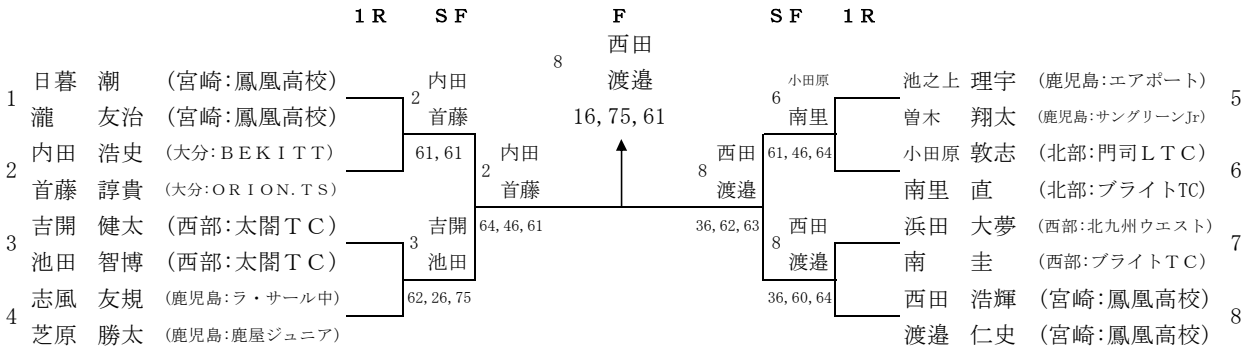 １Ｒ ＳＦ Ｆ ＳＦ １Ｒ
8 西田
渡邉
16,75,61
1 日暮 潮 (宮崎:鳳凰高校)
瀧 友治 (宮崎:鳳凰高校)
2 内田 浩史 (大分:ＢＥＫＩＴＴ)
首藤 諄貴 (大分:ＯＲＩＯＮ.ＴＳ)
3 吉開 健太 (西部:太閤ＴＣ)
池田 智博 (西部:太閤ＴＣ)
4 志風 友規 (鹿児島:ラ・サール中)
芝原 勝太 (鹿児島:鹿屋ジュニア)
2 内田
首藤
61,61
3 吉開
池田
62,26,75
2 内田
首藤
64,46,61
8 西田
渡邉
36,62,63
6 小田原
南里
61,46,64
8 西田
渡邉
36,60,64
池之上 理宇 (鹿児島:エアポート) 5
曽木 翔太 (鹿児島:サングリーンJr)
小田原 敦志 (北部:門司ＬＴＣ) 6
南里 直 (北部:ブライトTC)
浜田 大夢 (西部:北九州ウエスト) 7
南 圭 (西部:ブライトＴＣ)
西田 浩輝 (宮崎:鳳凰高校) 8
渡邉 仁史 (宮崎:鳳凰高校)